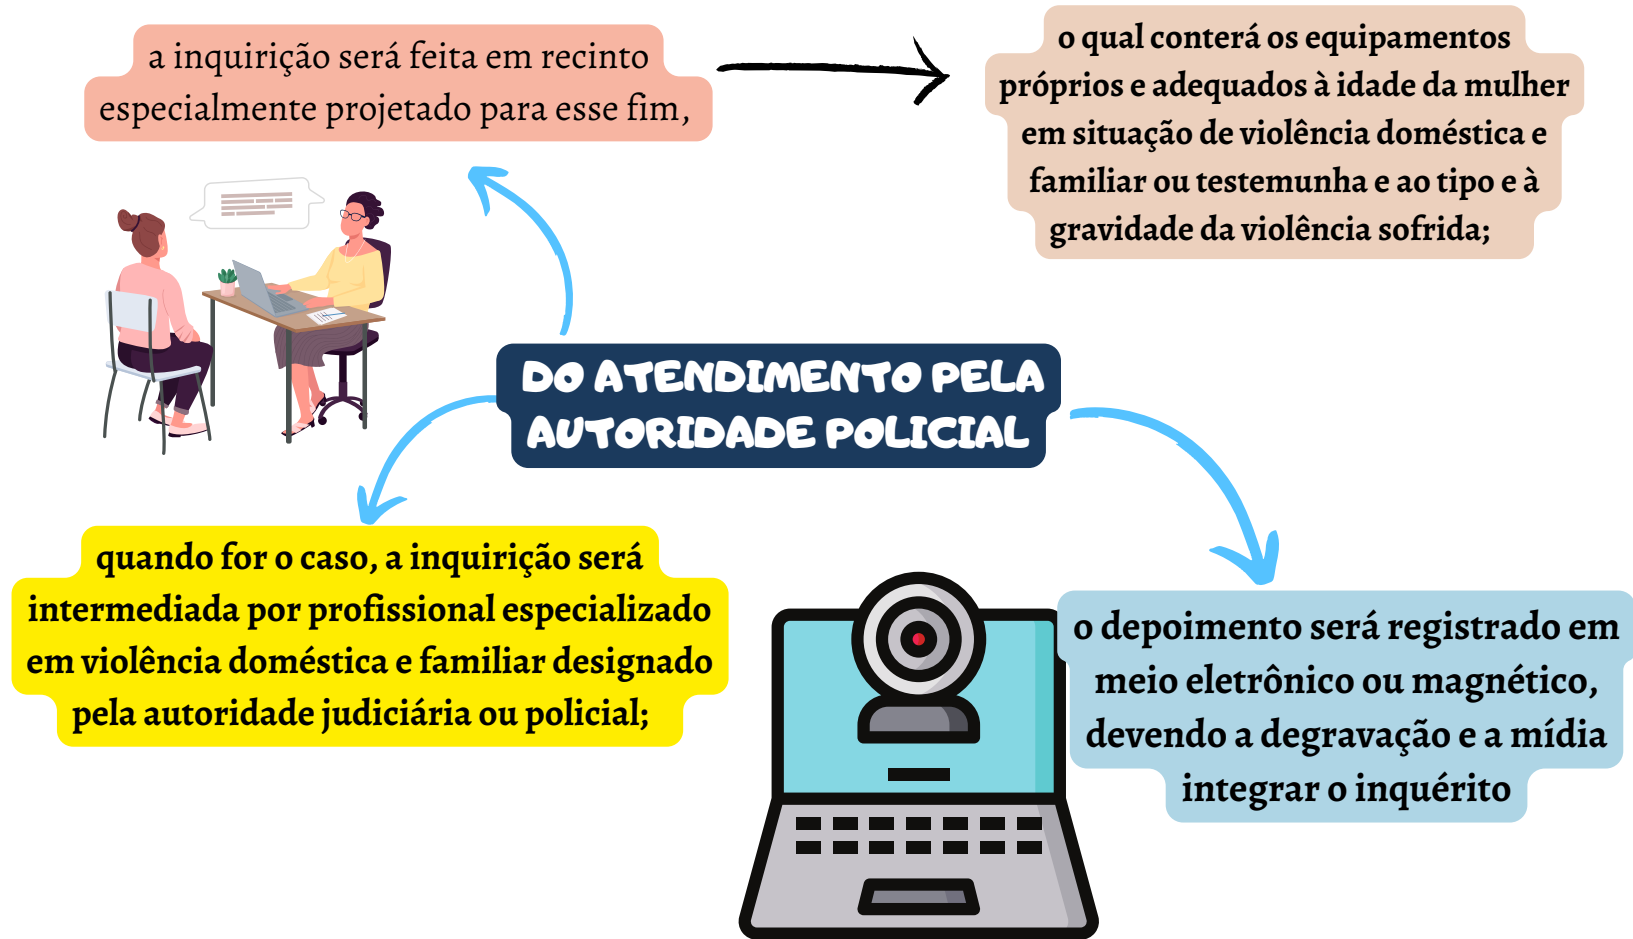 a inquirição será feita em recinto
especialmente projetado para esse fim,
o qual conterá os equipamentos
próprios e adequados à idade da mulher
em situação de violência doméstica e
familiar ou testemunha e ao tipo e à
gravidade da violência sofrida;
DO ATENDIMENTO PELA
AUTORIDADE POLICIAL
quando for o caso, a inquirição será
intermediada por profissional especializado
em violência doméstica e familiar designado
pela autoridade judiciária ou policial;
o depoimento será registrado em
meio eletrônico ou magnético,
devendo a degravação e a mídia
integrar o inquérito